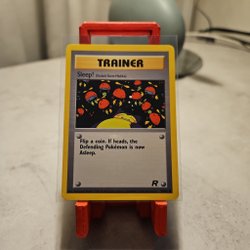 TRAINER
Sleep!
Flip a coin. If heads, the
Defending Pokémon is now
Asleep.
R